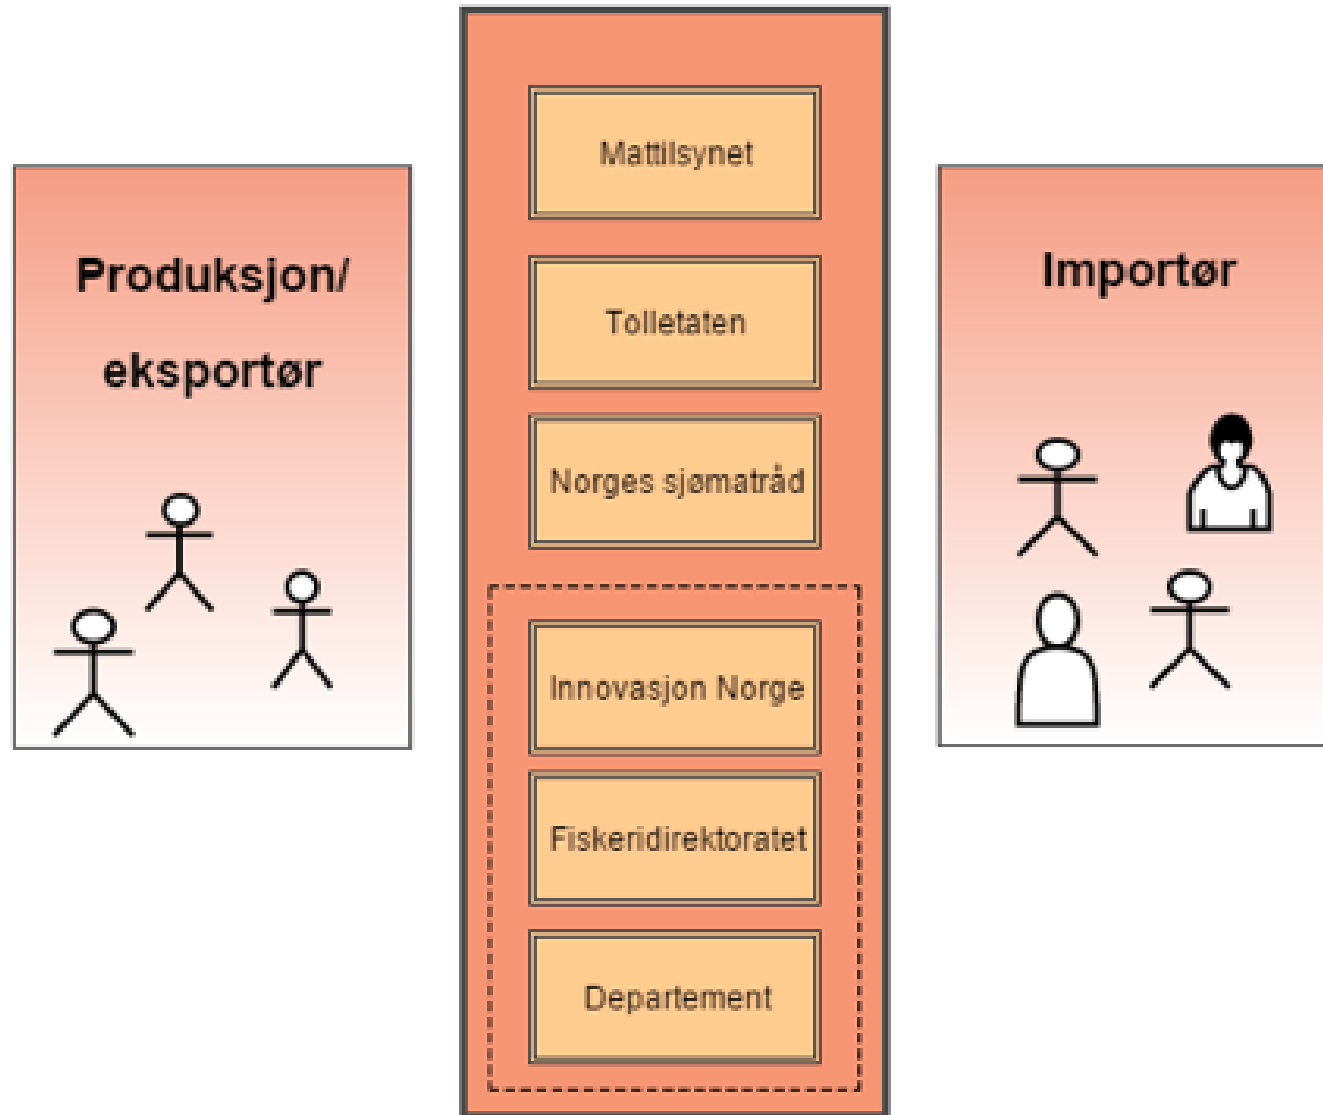 Produksjon/
eksportør
Mattilsynet
Tolletaten
Norges sjømatråd
Innovasjon Norge
Fiskeridirektoratet
Departement
Importør